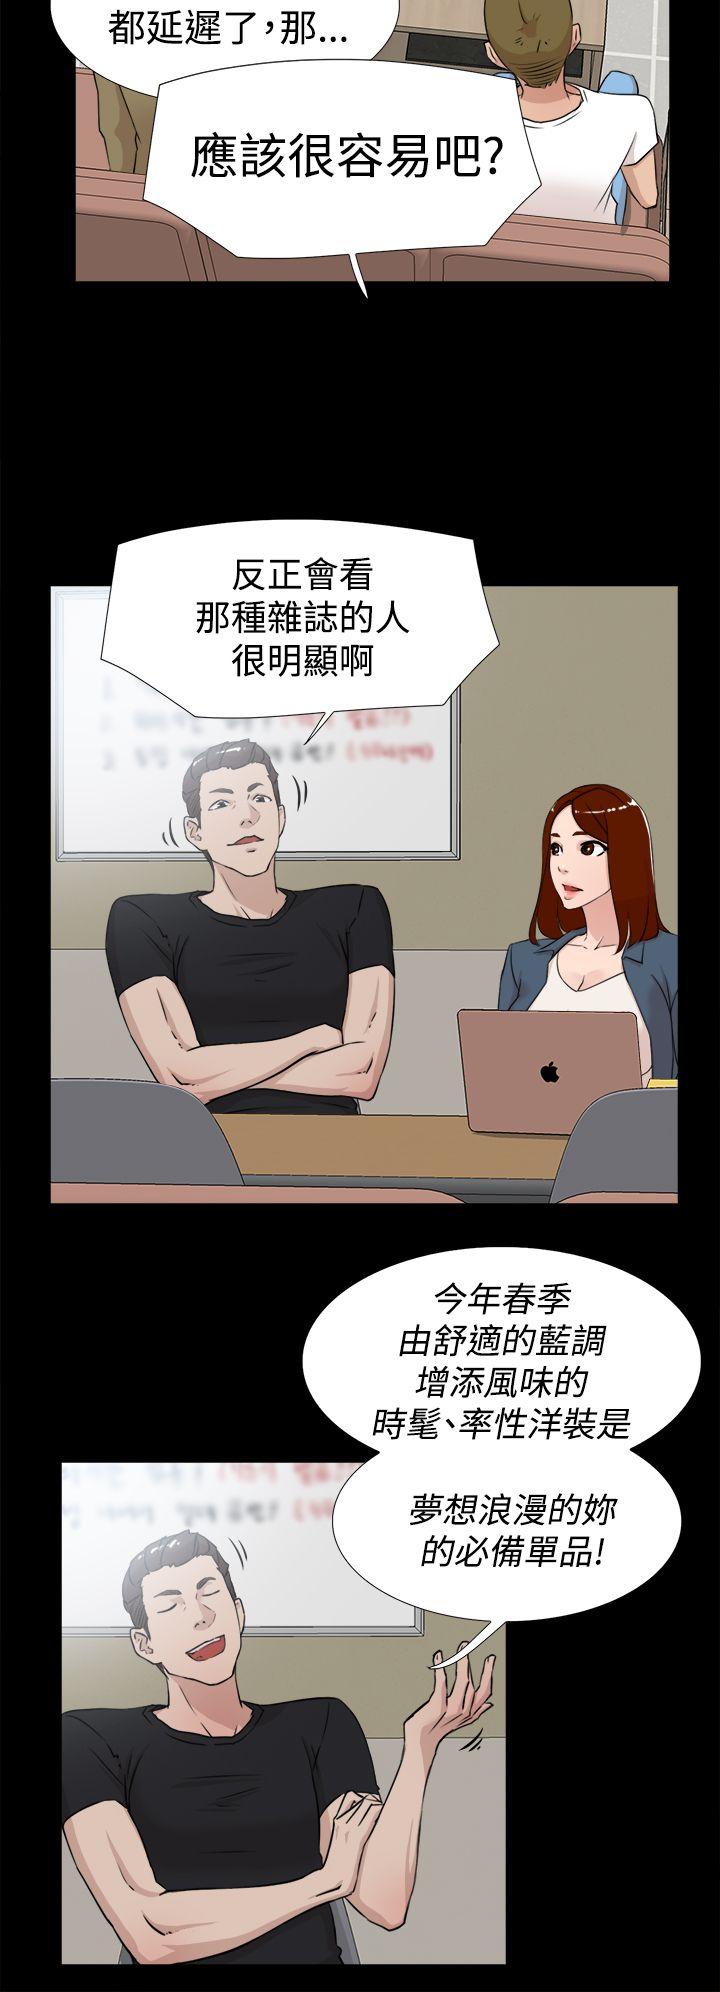 都延遲了,那...
應該很容易吧?
反正會看
那種雜誌的人
很明顯啊
今年春季
由舒適的藍調
增添風味的
時髦、率性洋裝是
夢想浪漫的妳
的必備單品!